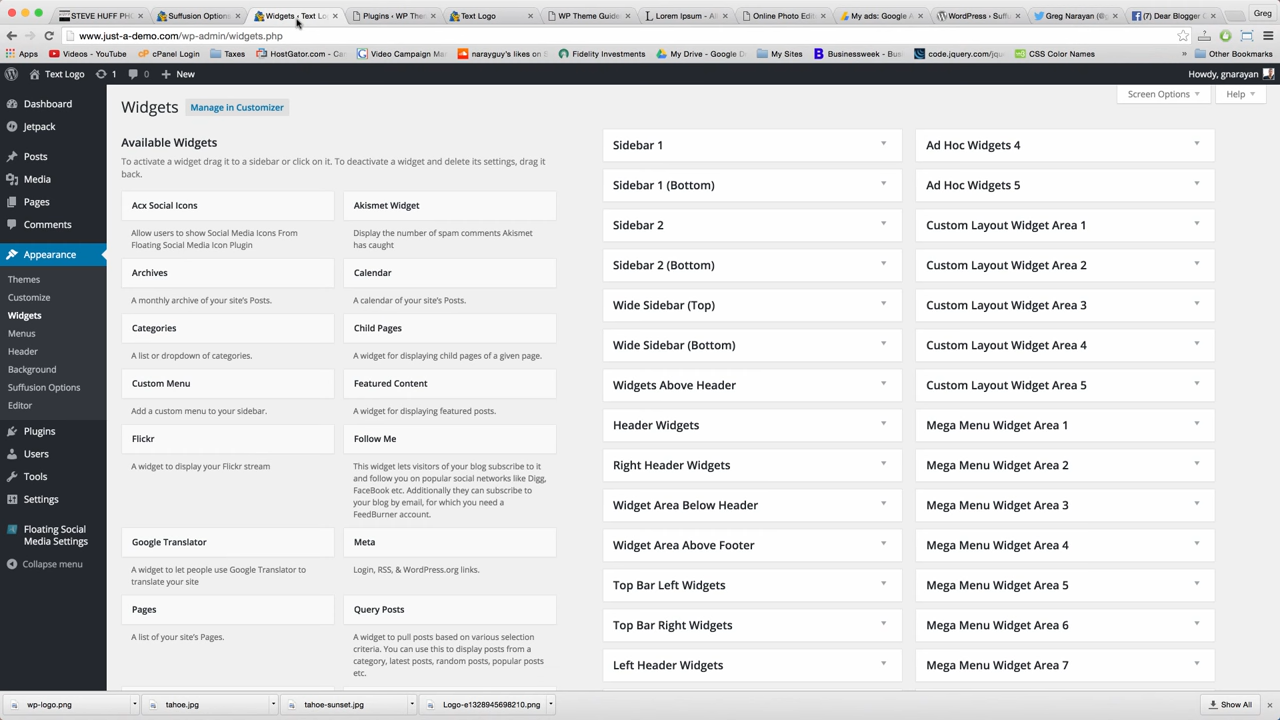 STEVE HUFF PH
Suffusion Options
Widgets ‹ Text Lo
Plugins ‹ WP Them
Text Logo
WP Theme Guide
Lorem Ipsum - All
Online Photo Edit
My ads: Google A
WordPress › Suff
Greg Narayan (@g
(7) Dear Blogger
Greg
www.just-a-demo.com/wp-admin/widgets.php
Apps
Videos - YouTube
cPanel Login
Taxes
HostGator.com - Ca
Video Campaign Ma
narayguy's likes on
Fidelity Investments
My Drive - Google
My Sites
Businessweek - Bus
code.jquery.com/jqu
CSS Color Names
Other Bookmarks
Text Logo
1
0
New
Howdy, gnarayan
Dashboard
Jetpack
Posts
Media
Pages
Comments
Appearance
Themes
Customize
Widgets
Menus
Header
Background
Suffusion Options
Editor
Plugins
Users
Tools
Settings
Floating Social
Media Settings
Collapse menu
Screen Options
Help
Widgets
Manage in Customizer
Available Widgets
To activate a widget drag it to a sidebar or click on it. To deactivate a widget and delete its settings, drag it
back.
Acx Social Icons
Allow users to show Social Media Icons From
Floating Social Media Icon Plugin
Akismet Widget
Display the number of spam comments Akismet
has caught
Archives
A monthly archive of your site's Posts.
Calendar
A calendar of your site's Posts.
Categories
A list or dropdown of categories.
Child Pages
A widget for displaying child pages of a given page.
Custom Menu
Add a custom menu to your sidebar.
Featured Content
A widget for displaying featured posts.
Flickr
A widget to display your Flickr stream
Follow Me
This widget lets visitors of your blog subscribe to it
and follow you on popular social networks like Digg,
FaceBook etc. Additionally they can subscribe to
your blog by email, for which you need a
FeedBurner account.
Google Translator
A widget to let people use Google Translator to
translate your site
Meta
Login, RSS, & WordPress.org links.
Pages
A list of your site's Pages.
Query Posts
A widget to pull posts based on various selection
criteria. You can use this to display posts from a
category, latest posts, random posts, popular posts
etc.
Sidebar 1
Sidebar 1 (Bottom)
Sidebar 2
Sidebar 2 (Bottom)
Wide Sidebar (Top)
Wide Sidebar (Bottom)
Widgets Above Header
Header Widgets
Right Header Widgets
Widget Area Below Header
Widget Area Above Footer
Top Bar Left Widgets
Top Bar Right Widgets
Left Header Widgets
Ad Hoc Widgets 4
Ad Hoc Widgets 5
Custom Layout Widget Area 1
Custom Layout Widget Area 2
Custom Layout Widget Area 3
Custom Layout Widget Area 4
Custom Layout Widget Area 5
Mega Menu Widget Area 1
Mega Menu Widget Area 2
Mega Menu Widget Area 3
Mega Menu Widget Area 4
Mega Menu Widget Area 5
Mega Menu Widget Area 6
Mega Menu Widget Area 7
wp-logo.png
tahoe.jpg
tahoe-sunset.jpg
Logo-e1328945698210.png
Show All